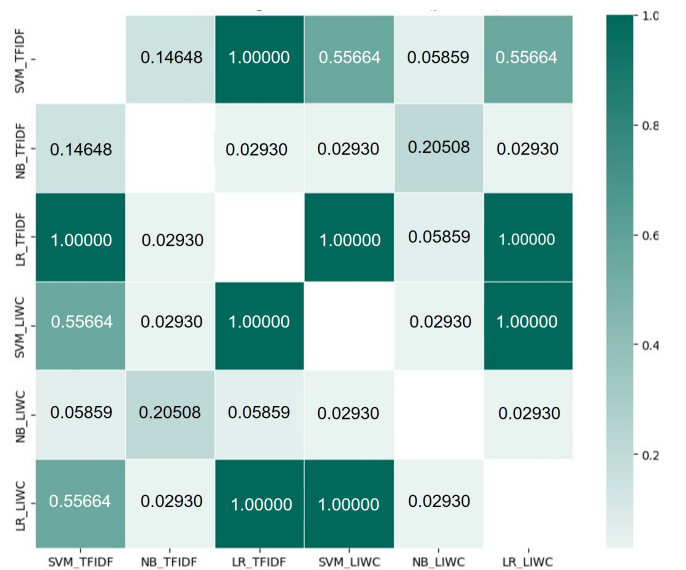 SVM_TFIDF 0.14648 1.00000 0.55664 0.05859 0.55664
NB_TFIDF 0.14648 0.02930 0.02930 0.20508 0.02930
LR_TFIDF 1.00000 0.02930 1.00000 0.05859 1.00000
SVM_LIWC 0.55664 0.02930 1.00000 0.02930 1.00000
NB_LIWC 0.05859 0.20508 0.05859 0.02930 0.02930
LR_LIWC 0.55664 0.02930 1.00000 1.00000 0.02930
SVM_TFIDF NB_TFIDF LR_TFIDF SVM_LIWC NB_LIWC LR_LIWC
1.0
0.8
0.6
0.4
0.2